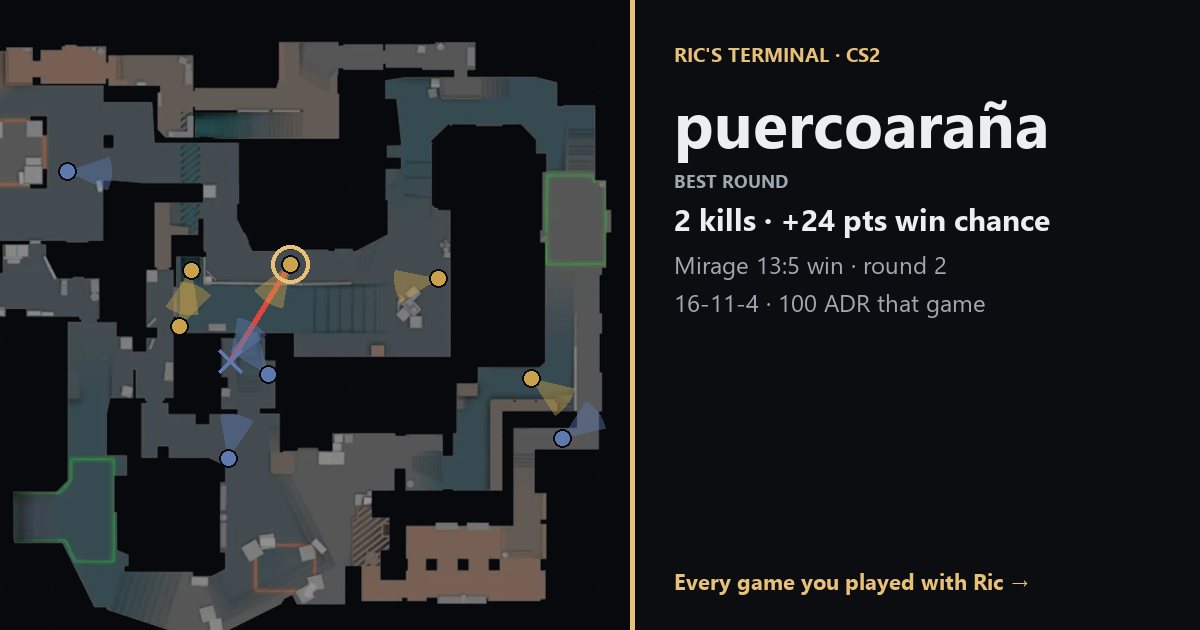 RIC'S TERMINAL · CS2
puercoaraña
BEST ROUND
2 kills · +24 pts win chance
Mirage 13:5 win · round 2
16-11-4 · 100 ADR that game
Every game you played with Ric →